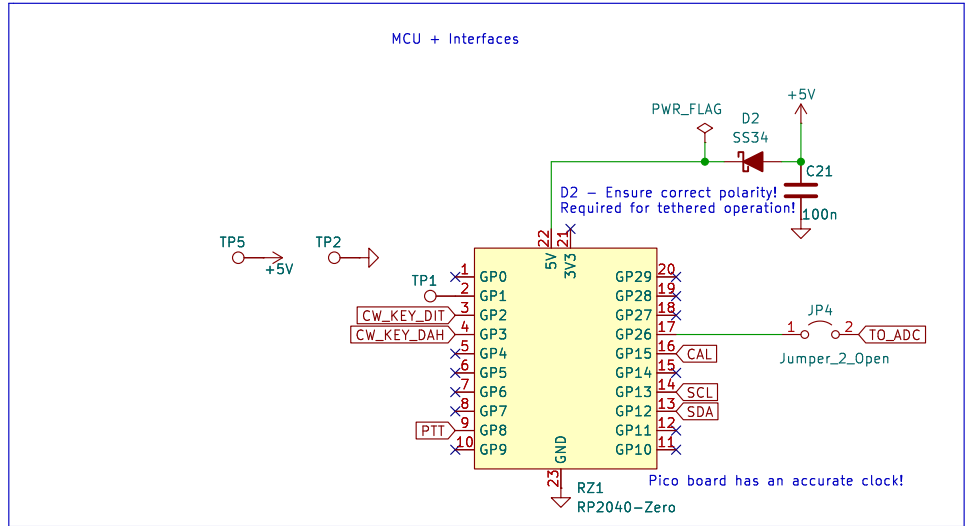 MCU + Interfaces
+5V
PWR_FLAG
D2
SS34
C21
100n
D2 – Ensure correct polarity!
Required for tethered operation!
22
21
5V
3V3
TP5
+5V
TP2
TP1
1 GP0
2 GP1
CW_KEY_DIT 3 GP2
CW_KEY_DAH 4 GP3
5 GP4
6 GP5
7 GP6
8 GP7
PTT 9 GP8
10 GP9
GP29 20
GP28 19
GP27 18
GP26 17
GP15 16 CAL
GP14 15
GP13 14 SCL
GP12 13 SDA
GP11 12
GP10 11
JP4
1 2 TO_ADC
Jumper_2_Open
GND
23
Pico board has an accurate clock!
RZ1
RP2040-Zero